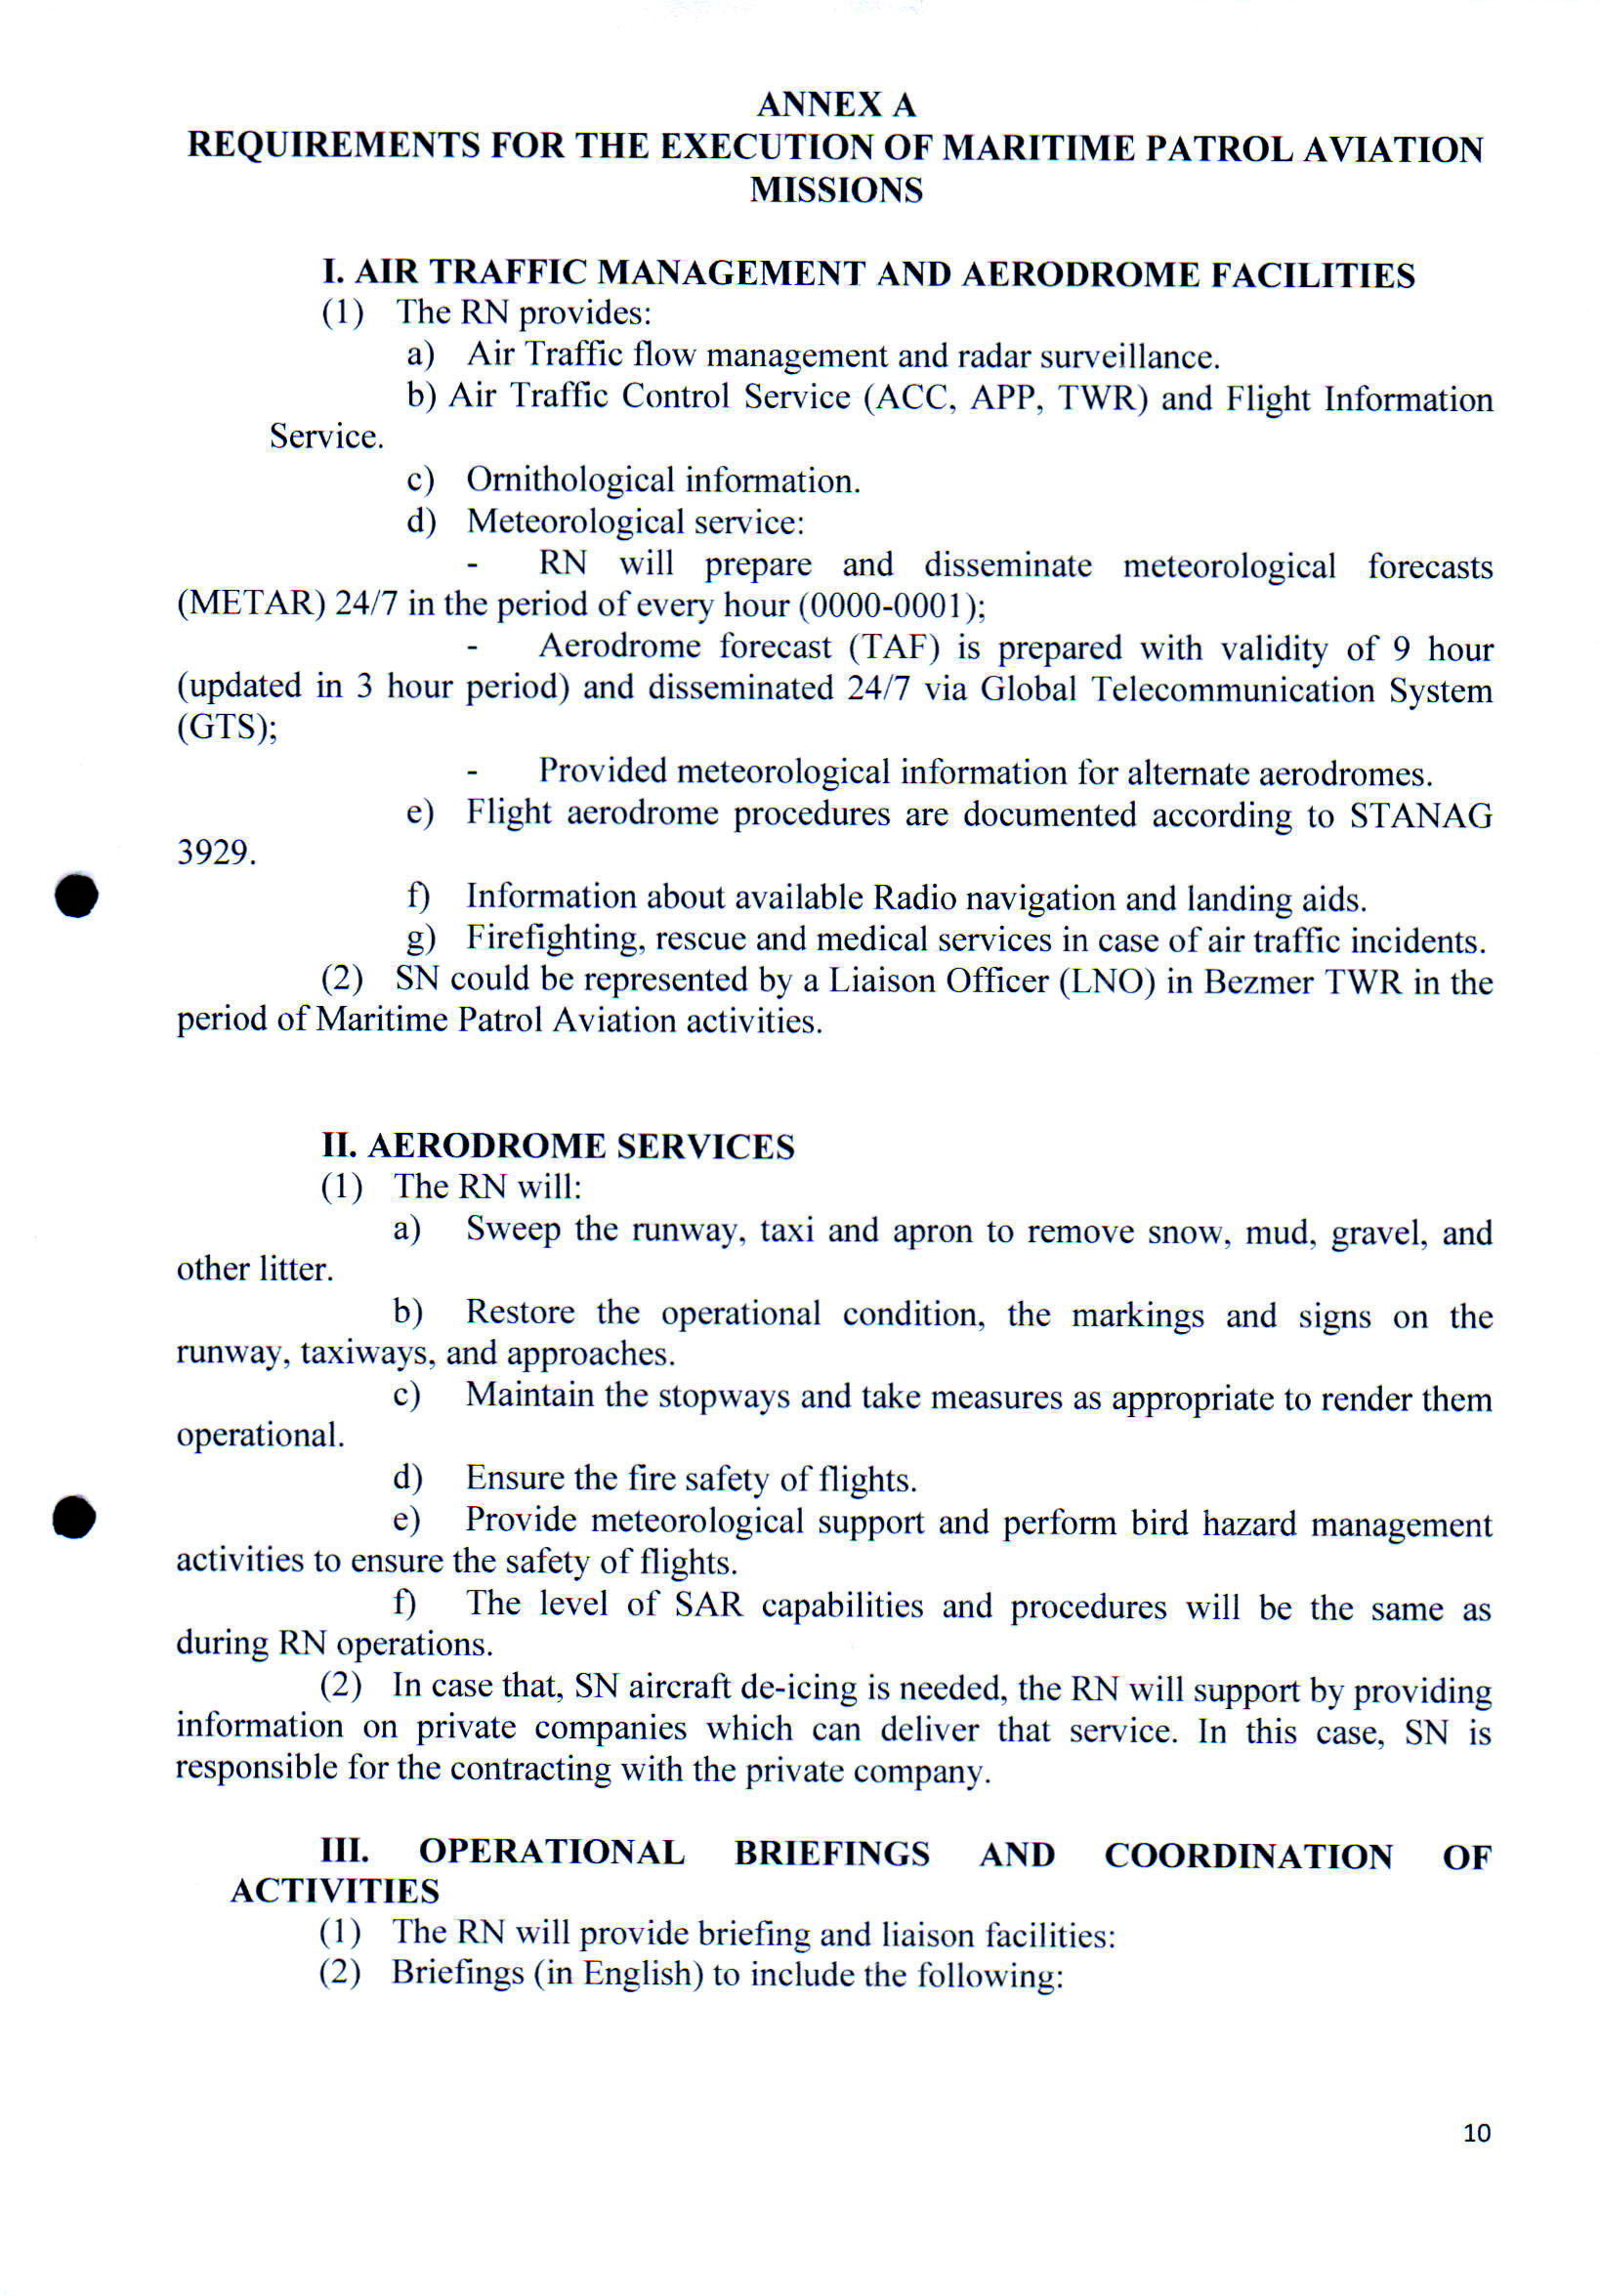 ANNEX A
REQUIREMENTS FOR THE EXECUTION OF MARITIME PATROL AVIATION
MISSIONS
I. AIR TRAFFIC MANAGEMENT AND AERODROME FACILITIES
(1) The RN provides:
a) Air Traffic flow management and radar surveillance.
b) Air Traffic Control Service (ACC, APP, TWR) and Flight Information
Service.
c) Ornithological information.
d) Meteorological service:
- RN will prepare and disseminate meteorological forecasts
(METAR) 24/7 in the period of every hour (0000-0001);
- Aerodrome forecast (TAF) is prepared with validity of 9 hour
(updated in 3 hour period) and disseminated 24/7 via Global Telecommunication System
(GTS);
- Provided meteorological information for alternate aerodromes.
e) Flight aerodrome procedures are documented according to STANAG
3929.
f) Information about available Radio navigation and landing aids.
g) Firefighting, rescue and medical services in case of air traffic incidents.
(2) SN could be represented by a Liaison Officer (LNO) in Bezmer TWR in the
period of Maritime Patrol Aviation activities.
II. AERODROME SERVICES
(1) The RN will:
a) Sweep the runway, taxi and apron to remove snow, mud, gravel, and
other litter.
b) Restore the operational condition, the markings and signs on the
runway, taxiways, and approaches.
c) Maintain the stopways and take measures as appropriate to render them
operational.
d) Ensure the fire safety of flights.
e) Provide meteorological support and perform bird hazard management
activities to ensure the safety of flights.
f) The level of SAR capabilities and procedures will be the same as
during RN operations.
(2) In case that, SN aircraft de-icing is needed, the RN will support by providing
information on private companies which can deliver that service. In this case, SN is
responsible for the contracting with the private company.
III. OPERATIONAL BRIEFINGS AND COORDINATION OF
ACTIVITIES
(1) The RN will provide briefing and liaison facilities:
(2) Briefings (in English) to include the following:
10